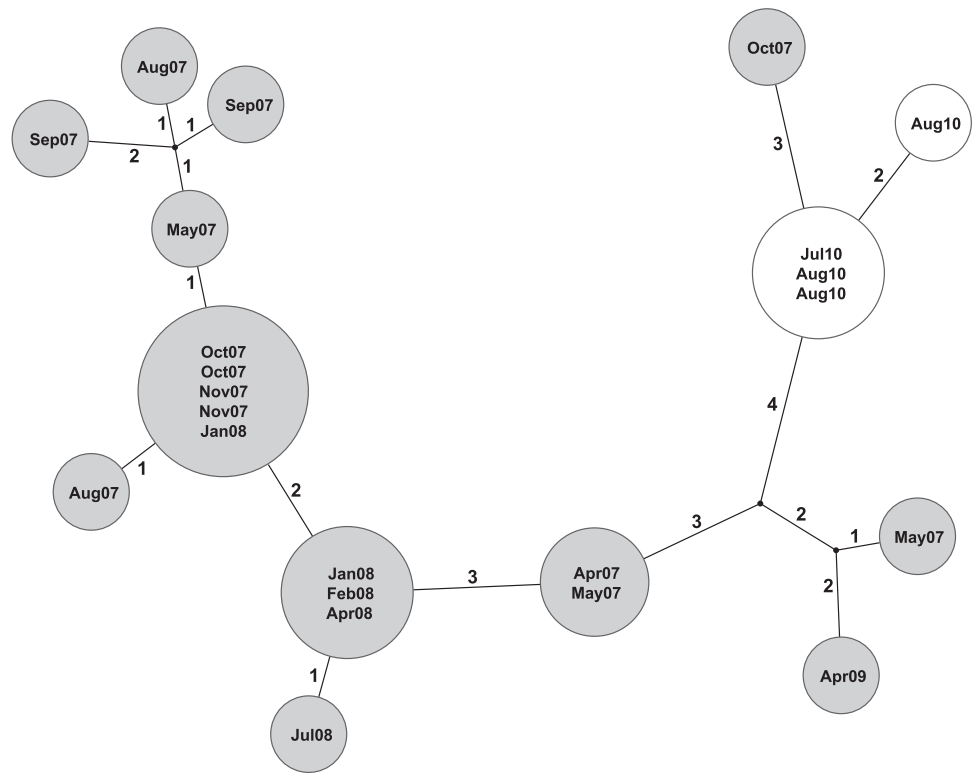 Oct07
Aug07
Sep07
Aug10
Sep07
1
1
2
1
3
2
May07
1
Jul10
Aug10
Aug10
Oct07
Oct07
Nov07
Nov07
Jan08
4
1
Aug07
2
3
2
1
May07
Jan08
Feb08
Apr08
3
Apr07
May07
2
1
Apr09
Jul08